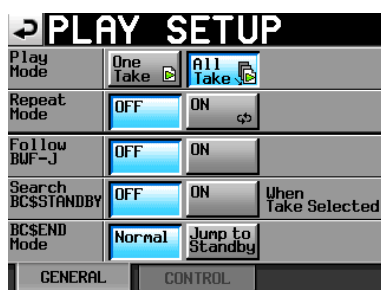 PLAY SETUP
Play
Mode
One
Take
All
Take
Repeat
Mode
OFF
ON
Follow
BWF-J
OFF
ON
Search
BC$STANDBY
OFF
ON
When
Take Selected
BC$END
Mode
Normal
Jump to
Standby
GENERAL
CONTROL